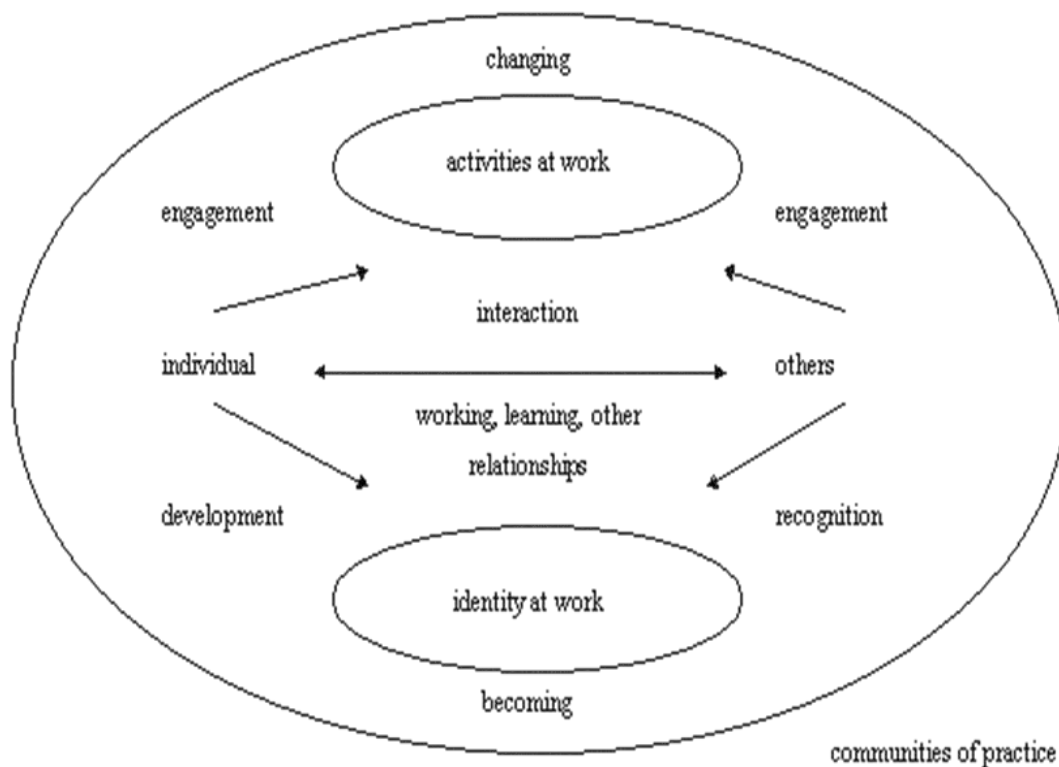 changing
activities at work
engagement
engagement
interaction
individual
others
working, learning, other
relationships
development
recognition
identity at work
becoming
communities of practice